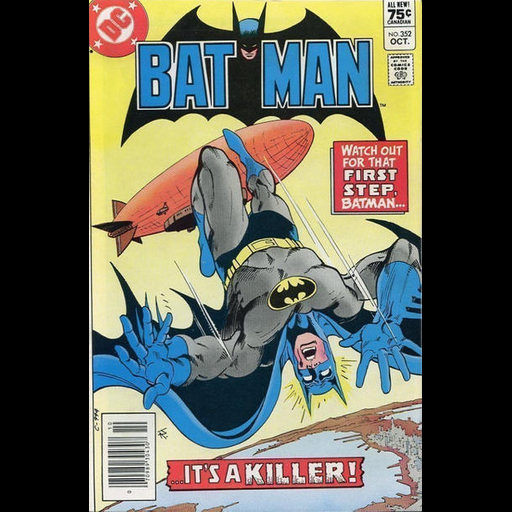 DC
ALL NEW!
75¢
CANADIAN
NO. 352
OCT.
APPROVED
BY THE
COMICS
CODE
AUTHORITY
BATMAN
TM
WATCH OUT
FOR THAT
FIRST
STEP,
BATMAN...
...IT'S A KILLER!